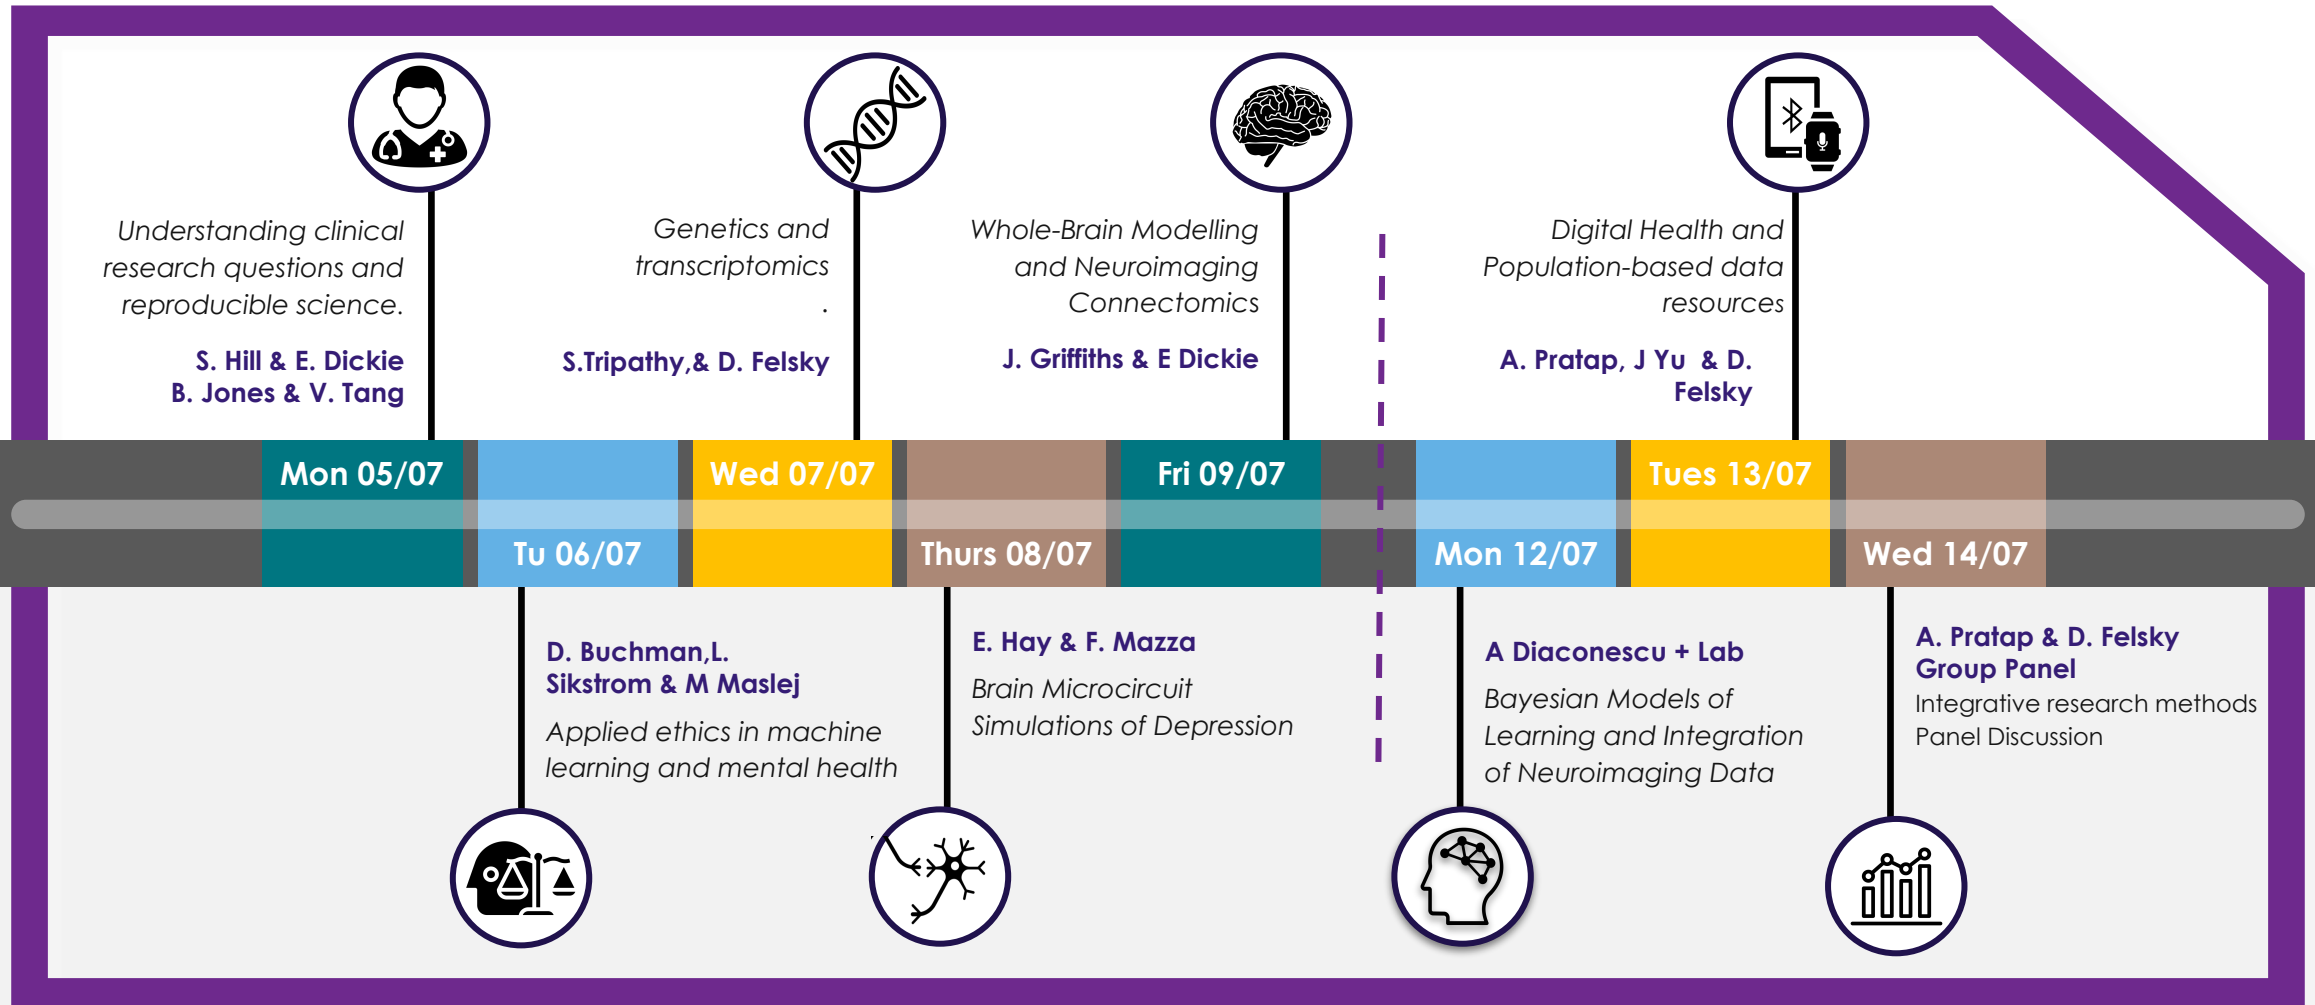 Understanding clinical
research questions and
reproducible science.
S. Hill & E. Dickie
B. Jones & V. Tang
Genetics and
transcriptomics
.
S.Tripathy,& D. Felsky
Whole-Brain Modelling
and Neuroimaging
Connectomics
J. Griffiths & E Dickie
Digital Health and
Population-based data
resources
A. Pratap, J Yu & D.
Felsky
Mon 05/07
Tu 06/07
Wed 07/07
Thurs 08/07
Fri 09/07
Mon 12/07
Tues 13/07
Wed 14/07
D. Buchman,L.
Sikstrom & M Maslej
Applied ethics in machine
learning and mental health
E. Hay & F. Mazza
Brain Microcircuit
Simulations of Depression
A Diaconescu + Lab
Bayesian Models of
Learning and Integration
of Neuroimaging Data
A. Pratap & D. Felsky
Group Panel
Integrative research methods
Panel Discussion